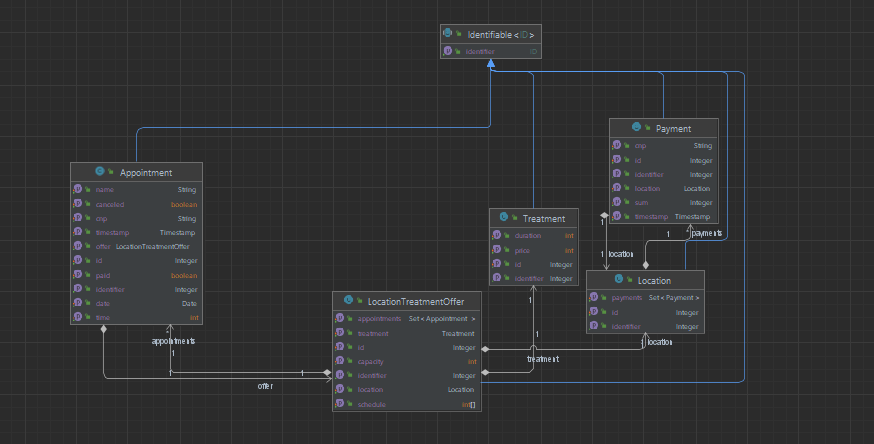 Identifiable <ID>
identifier ID
Payment
cnp String
id Integer
identifier Integer
location Location
sum Integer
timestamp Timestamp
Appointment
name String
canceled boolean
cnp String
timestamp Timestamp
offer LocationTreatmentOffer
id Integer
paid boolean
identifier Integer
date Date
time int
Treatment
duration int
price int
id Integer
identifier Integer
1
1 location
1
payments
Location
payments Set < Payment >
id Integer
identifier Integer
LocationTreatmentOffer
appointments Set < Appointment >
treatment Treatment
id Integer
capacity int
identifier Integer
location Location
schedule int[]
appointments
1
1
1
offer
1
1
treatment
1
location